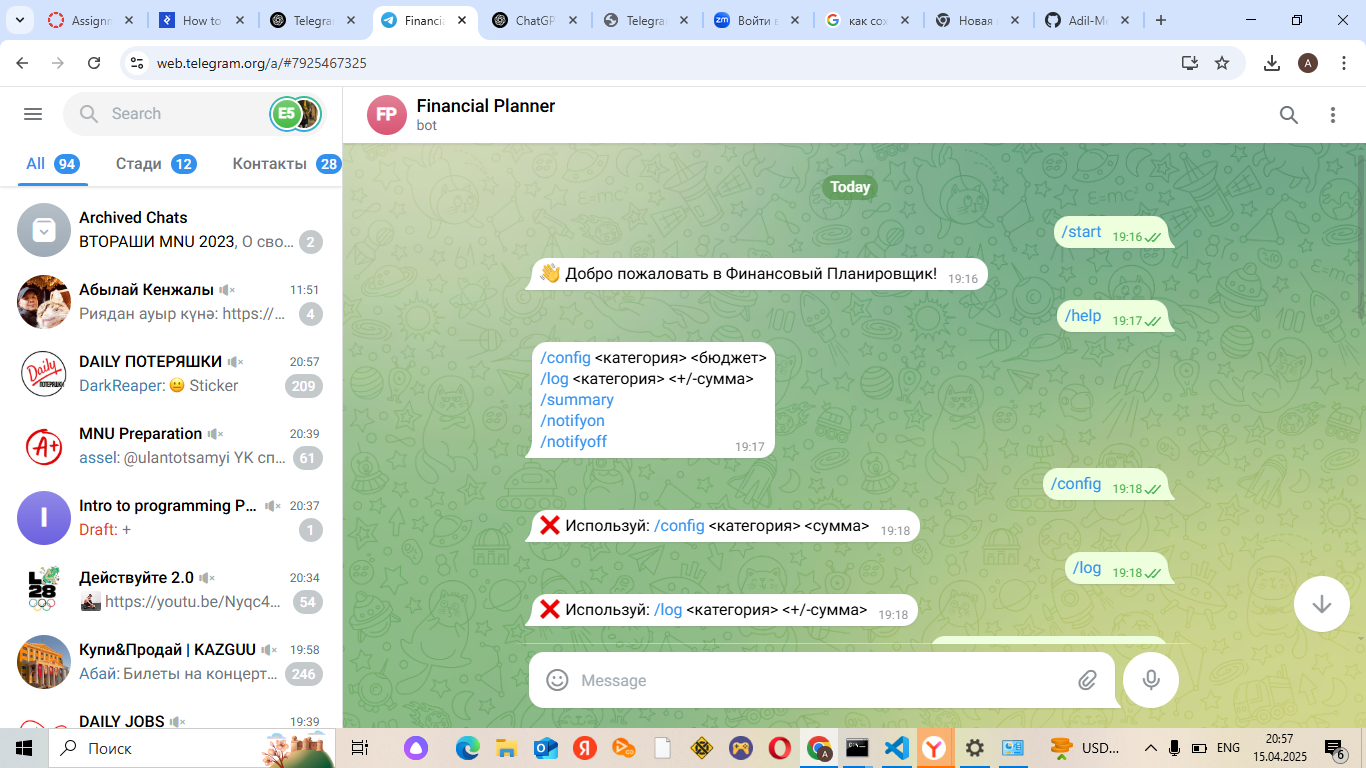 Assignm
How to
Telegra
Financia
ChatGP
Telegra
Войти в
как сох
Новая
Adil-Me
web.telegram.org/a/#7925467325
A
Search
E5
All 94
Стади 12
Контакты 28
Archived Chats
ВТОРАШИ MNU 2023, О сво... 2
Абылай Кенжалы 11:51
Риядан ауыр күнә: https://... 4
DAILY ПОТЕРЯШКИ 20:57
DarkReaper: 😐 Sticker 209
MNU Preparation 20:39
assel: @ulantotsamyi YK сп... 61
I
Intro to programming P... 20:37
Draft: + 1
Действуйте 2.0 20:34
https://youtu.be/Nyqc4... 54
Купи&Продай | KAZGUU 19:58
Абай: Билеты на концерт... 246
DAILY JOBS 19:39
FP
Financial Planner
bot
Today
/start 19:16
👋 Добро пожаловать в Финансовый Планировщик! 19:16
/help 19:17
/config <категория> <бюджет>
/log <категория> <+/-сумма>
/summary
/notifyon
/notifyoff 19:17
/config 19:18
❌ Используй: /config <категория> <сумма> 19:18
/log 19:18
❌ Используй: /log <категория> <+/-сумма> 19:18
Message
Поиск
USD...
ENG
20:57
15.04.2025
6